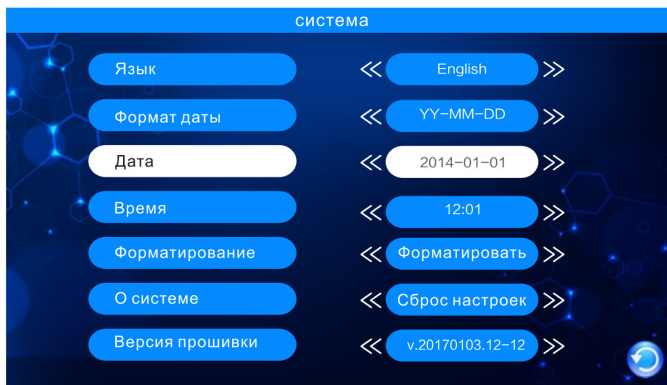 система
Язык English
Формат даты YY-MM-DD
Дата 2014-01-01
Время 12:01
Форматирование Форматировать
О системе Сброс настроек
Версия прошивки v.20170103.12-12